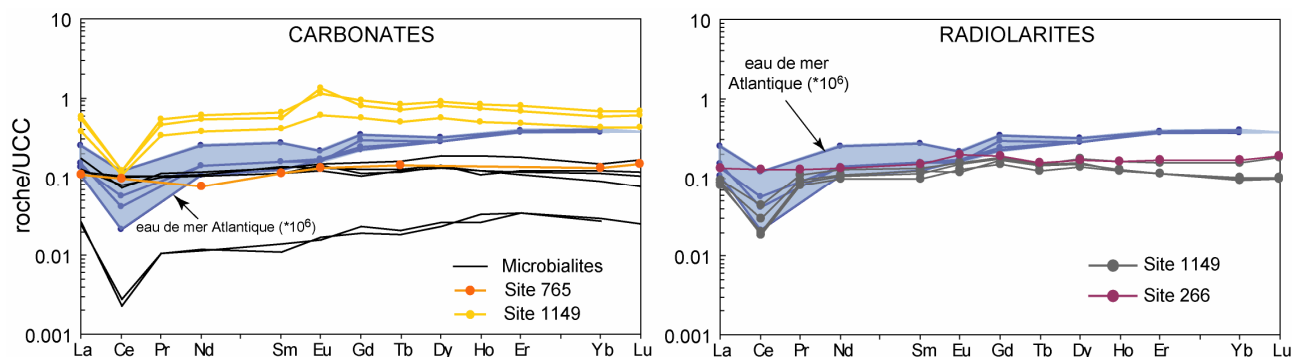 CARBONATES
roche/UCC
10
1
0.1
0.01
0.001
eau de mer Atlantique (*10⁶)
Microbialites
Site 765
Site 1149
La Ce Pr Nd Sm Eu Gd Tb Dy Ho Er Yb Lu
RADIOLARITES
10
1
0.1
0.01
0.001
eau de mer
Atlantique (*10⁶)
Site 1149
Site 266
La Ce Pr Nd Sm Eu Gd Tb Dy Ho Er Yb Lu